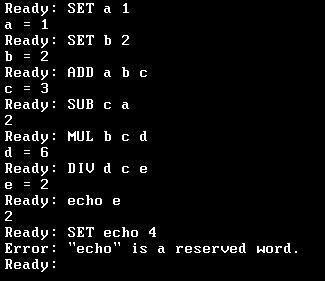 Ready: SET a 1
a = 1
Ready: SET b 2
b = 2
Ready: ADD a b c
c = 3
Ready: SUB c a
2
Ready: MUL b c d
d = 6
Ready: DIV d c e
e = 2
Ready: echo e
2
Ready: SET echo 4
Error: "echo" is a reserved word.
Ready: